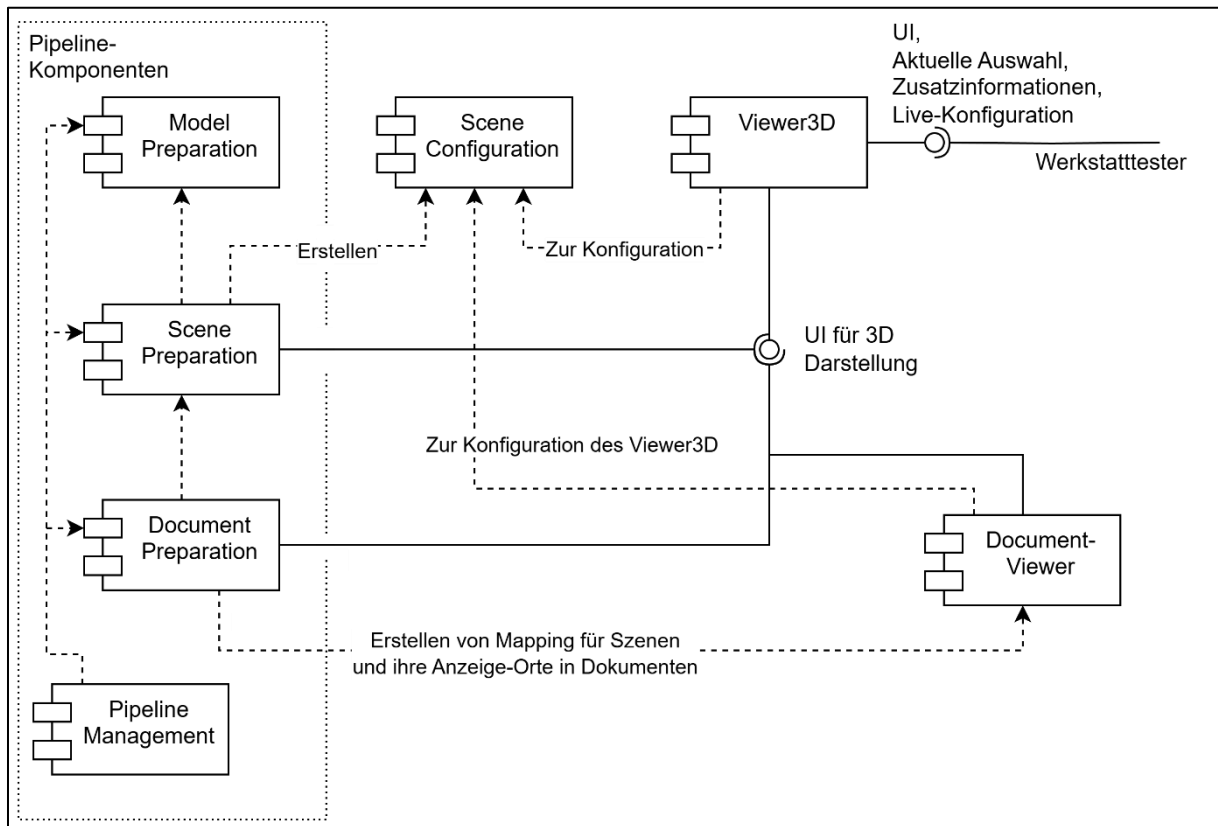 Pipeline-
Komponenten
Model
Preparation
Scene
Configuration
Viewer3D
UI,
Aktuelle Auswahl,
Zusatzinformationen,
Live-Konfiguration
Werkstatttester
Erstellen
Zur Konfiguration
Scene
Preparation
UI für 3D
Darstellung
Zur Konfiguration des Viewer3D
Document
Preparation
Document-
Viewer
Erstellen von Mapping für Szenen
und ihre Anzeige-Orte in Dokumenten
Pipeline
Management